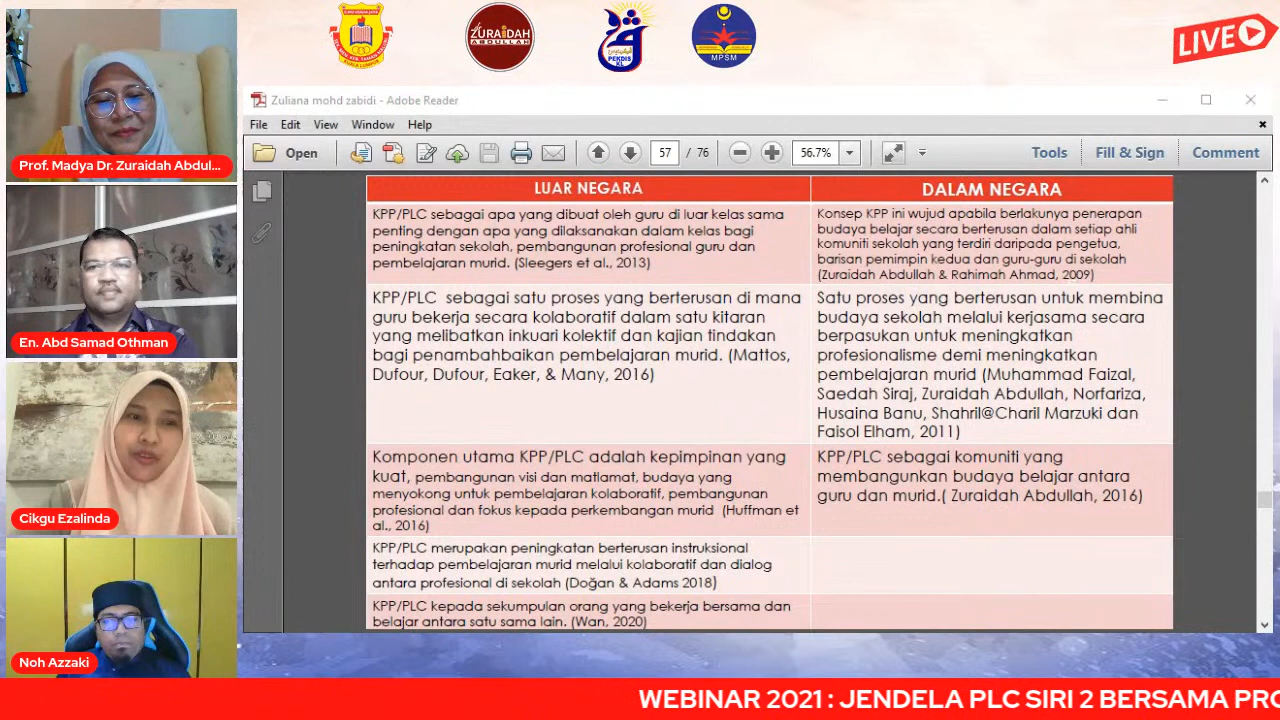 ZURAIDAH
ABDULLAH
PEKDIS
KL
MPSM
LIVE
Prof. Madya Dr. Zuraidah Abdul...
En. Abd Samad Othman
Cikgu Ezalinda
Noh Azzaki
Zuliana mohd zabidi - Adobe Reader
File Edit View Window Help
Open 57 / 76 56.7% Tools Fill & Sign Comment
LUAR NEGARA
DALAM NEGARA
KPP/PLC sebagai apa yang dibuat oleh guru di luar kelas sama
penting dengan apa yang dilaksanakan dalam kelas bagi
peningkatan sekolah, pembangunan profesional guru dan
pembelajaran murid. (Sleegers et al., 2013)
Konsep KPP ini wujud apabila berlakunya penerapan
budaya belajar secara berterusan dalam setiap ahli
komuniti sekolah yang terdiri daripada pengetua,
barisan pemimpin kedua dan guru-guru di sekolah
(Zuraidah Abdullah & Rahimah Ahmad, 2009)
KPP/PLC sebagai satu proses yang berterusan di mana
guru bekerja secara kolaboratif dalam satu kitaran
yang melibatkan inkuari kolektif dan kajian tindakan
bagi penambahbaikan pembelajaran murid. (Mattos,
Dufour, Dufour, Eaker, & Many, 2016)
Satu proses yang berterusan untuk membina
budaya sekolah melalui kerjasama secara
berpasukan untuk meningkatkan
profesionalisme demi meningkatkan
pembelajaran murid (Muhammad Faizal,
Saedah Siraj, Zuraidah Abdullah, Norfariza,
Husaina Banu, Shahril@Charil Marzuki dan
Faisol Elham, 2011)
Komponen utama KPP/PLC adalah kepimpinan yang
kuat, pembangunan visi dan matlamat, budaya yang
menyokong untuk pembelajaran kolaboratif, pembangunan
profesional dan fokus kepada perkembangan murid (Huffman et
al., 2016)
KPP/PLC sebagai komuniti yang
membangunkan budaya belajar antara
guru dan murid.( Zuraidah Abdullah, 2016)
KPP/PLC merupakan peningkatan berterusan instruksional
terhadap pembelajaran murid melalui kolaboratif dan dialog
antara profesional di sekolah (Doğan & Adams 2018)
KPP/PLC kepada sekumpulan orang yang bekerja bersama dan
belajar antara satu sama lain. (Wan, 2020)
WEBINAR 2021 : JENDELA PLC SIRI 2 BERSAMA PRO